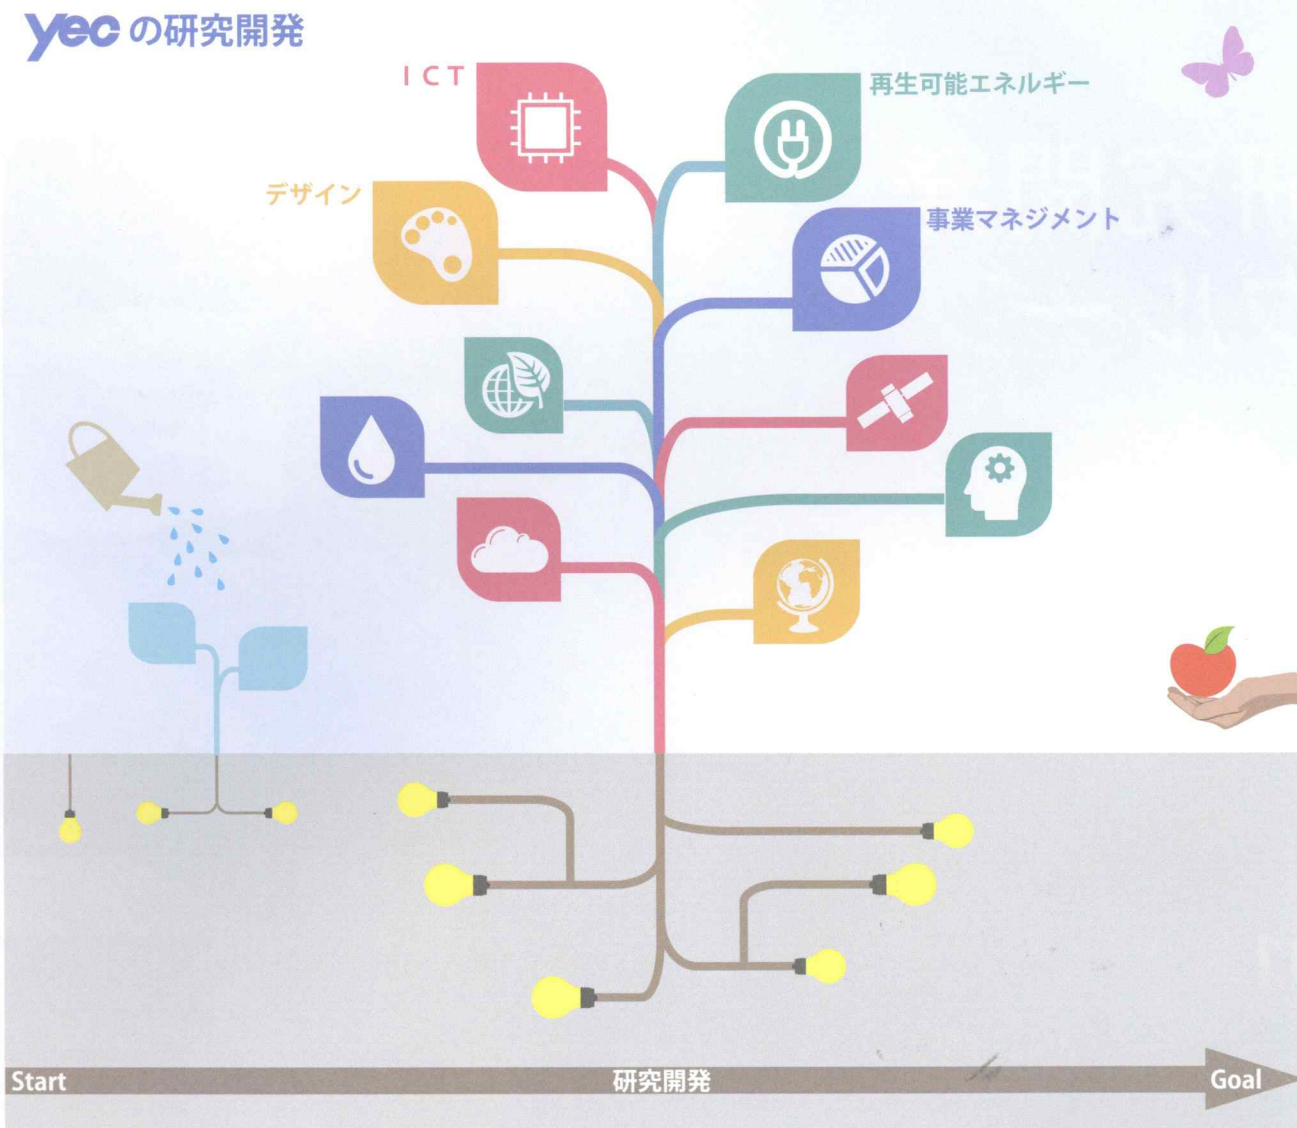 yecの研究開発
ICT
再生可能エネルギー
デザイン
事業マネジメント
Start
研究開発
Goal